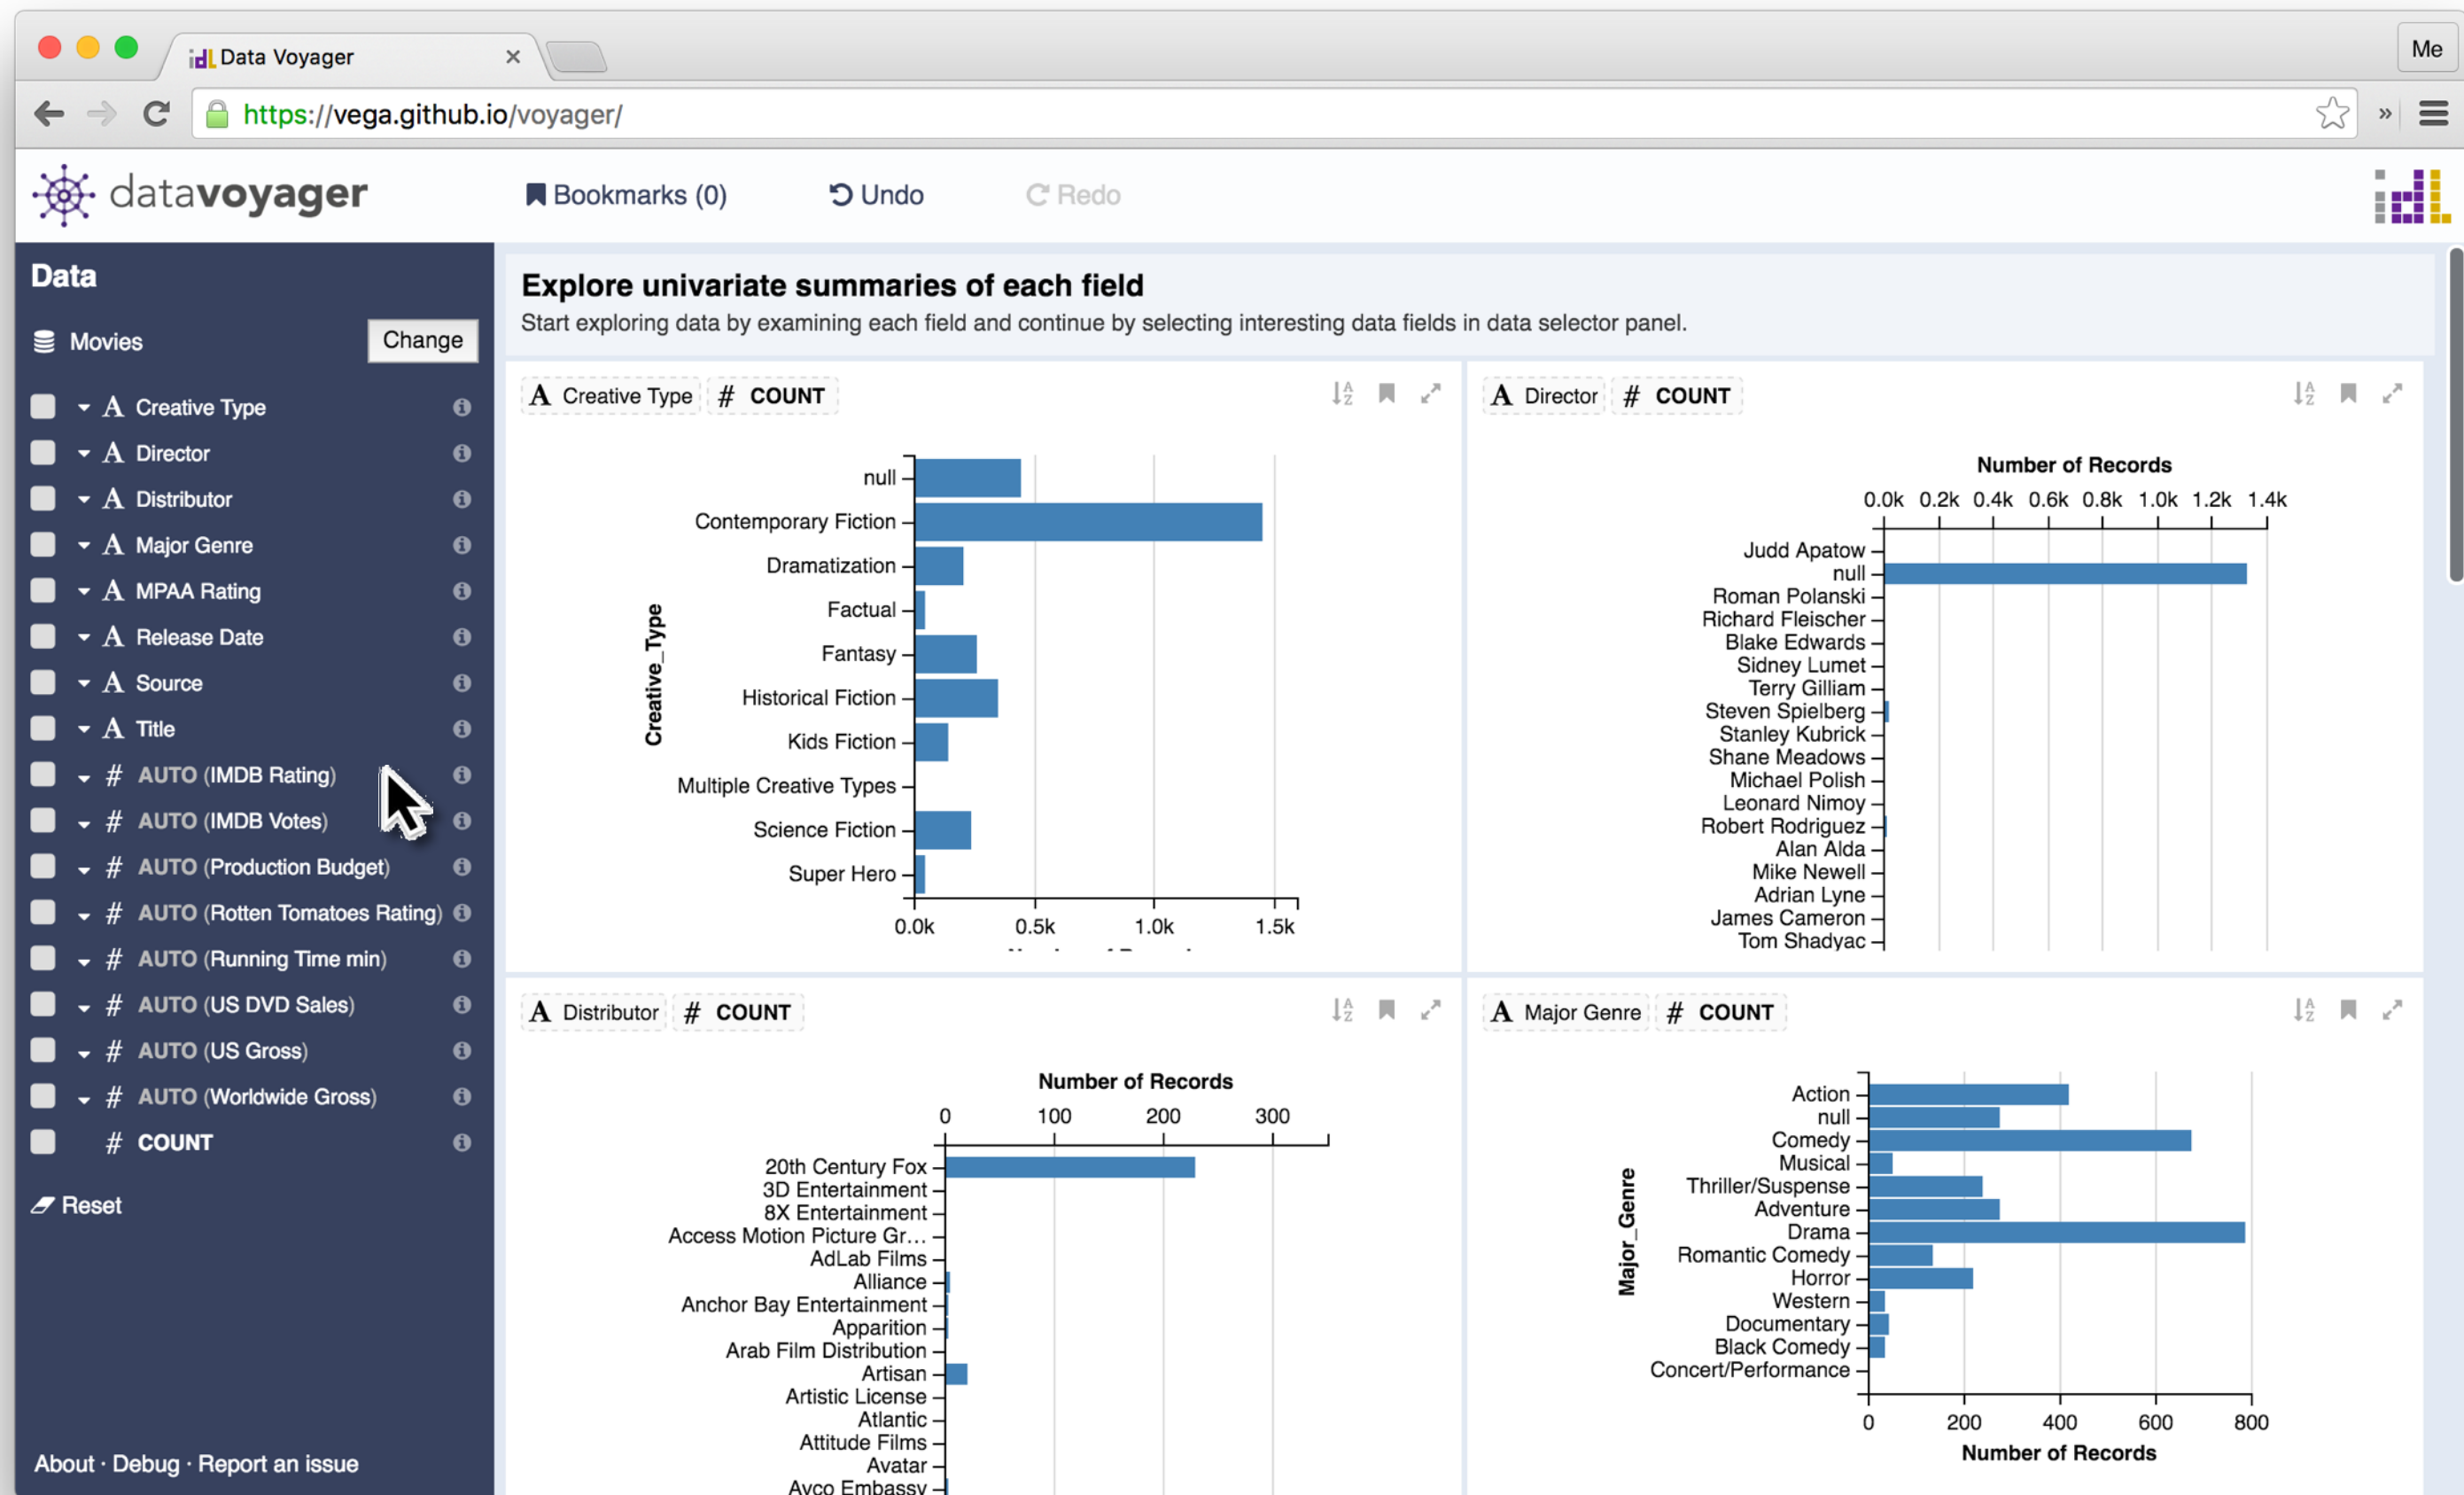 idL Data Voyager
Me
https://vega.github.io/voyager/
datavoyager
Bookmarks (0)
Undo
Redo
idL
Data
Movies
Change
A Creative Type
A Director
A Distributor
A Major Genre
A MPAA Rating
A Release Date
A Source
A Title
# AUTO (IMDB Rating)
# AUTO (IMDB Votes)
# AUTO (Production Budget)
# AUTO (Rotten Tomatoes Rating)
# AUTO (Running Time min)
# AUTO (US DVD Sales)
# AUTO (US Gross)
# AUTO (Worldwide Gross)
# COUNT
Reset
About · Debug · Report an issue
Explore univariate summaries of each field
Start exploring data by examining each field and continue by selecting interesting data fields in data selector panel.
A Creative Type # COUNT
Creative_Type
null
Contemporary Fiction
Dramatization
Factual
Fantasy
Historical Fiction
Kids Fiction
Multiple Creative Types
Science Fiction
Super Hero
0.0k 0.5k 1.0k 1.5k
A Director # COUNT
Number of Records
0.0k 0.2k 0.4k 0.6k 0.8k 1.0k 1.2k 1.4k
Judd Apatow
null
Roman Polanski
Richard Fleischer
Blake Edwards
Sidney Lumet
Terry Gilliam
Steven Spielberg
Stanley Kubrick
Shane Meadows
Michael Polish
Leonard Nimoy
Robert Rodriguez
Alan Alda
Mike Newell
Adrian Lyne
James Cameron
Tom Shadyac
A Distributor # COUNT
Number of Records
0 100 200 300
20th Century Fox
3D Entertainment
8X Entertainment
Access Motion Picture Gr...
AdLab Films
Alliance
Anchor Bay Entertainment
Apparition
Arab Film Distribution
Artisan
Artistic License
Atlantic
Attitude Films
Avatar
Avco Embassy
A Major Genre # COUNT
Major_Genre
Action
null
Comedy
Musical
Thriller/Suspense
Adventure
Drama
Romantic Comedy
Horror
Western
Documentary
Black Comedy
Concert/Performance
0 200 400 600 800
Number of Records